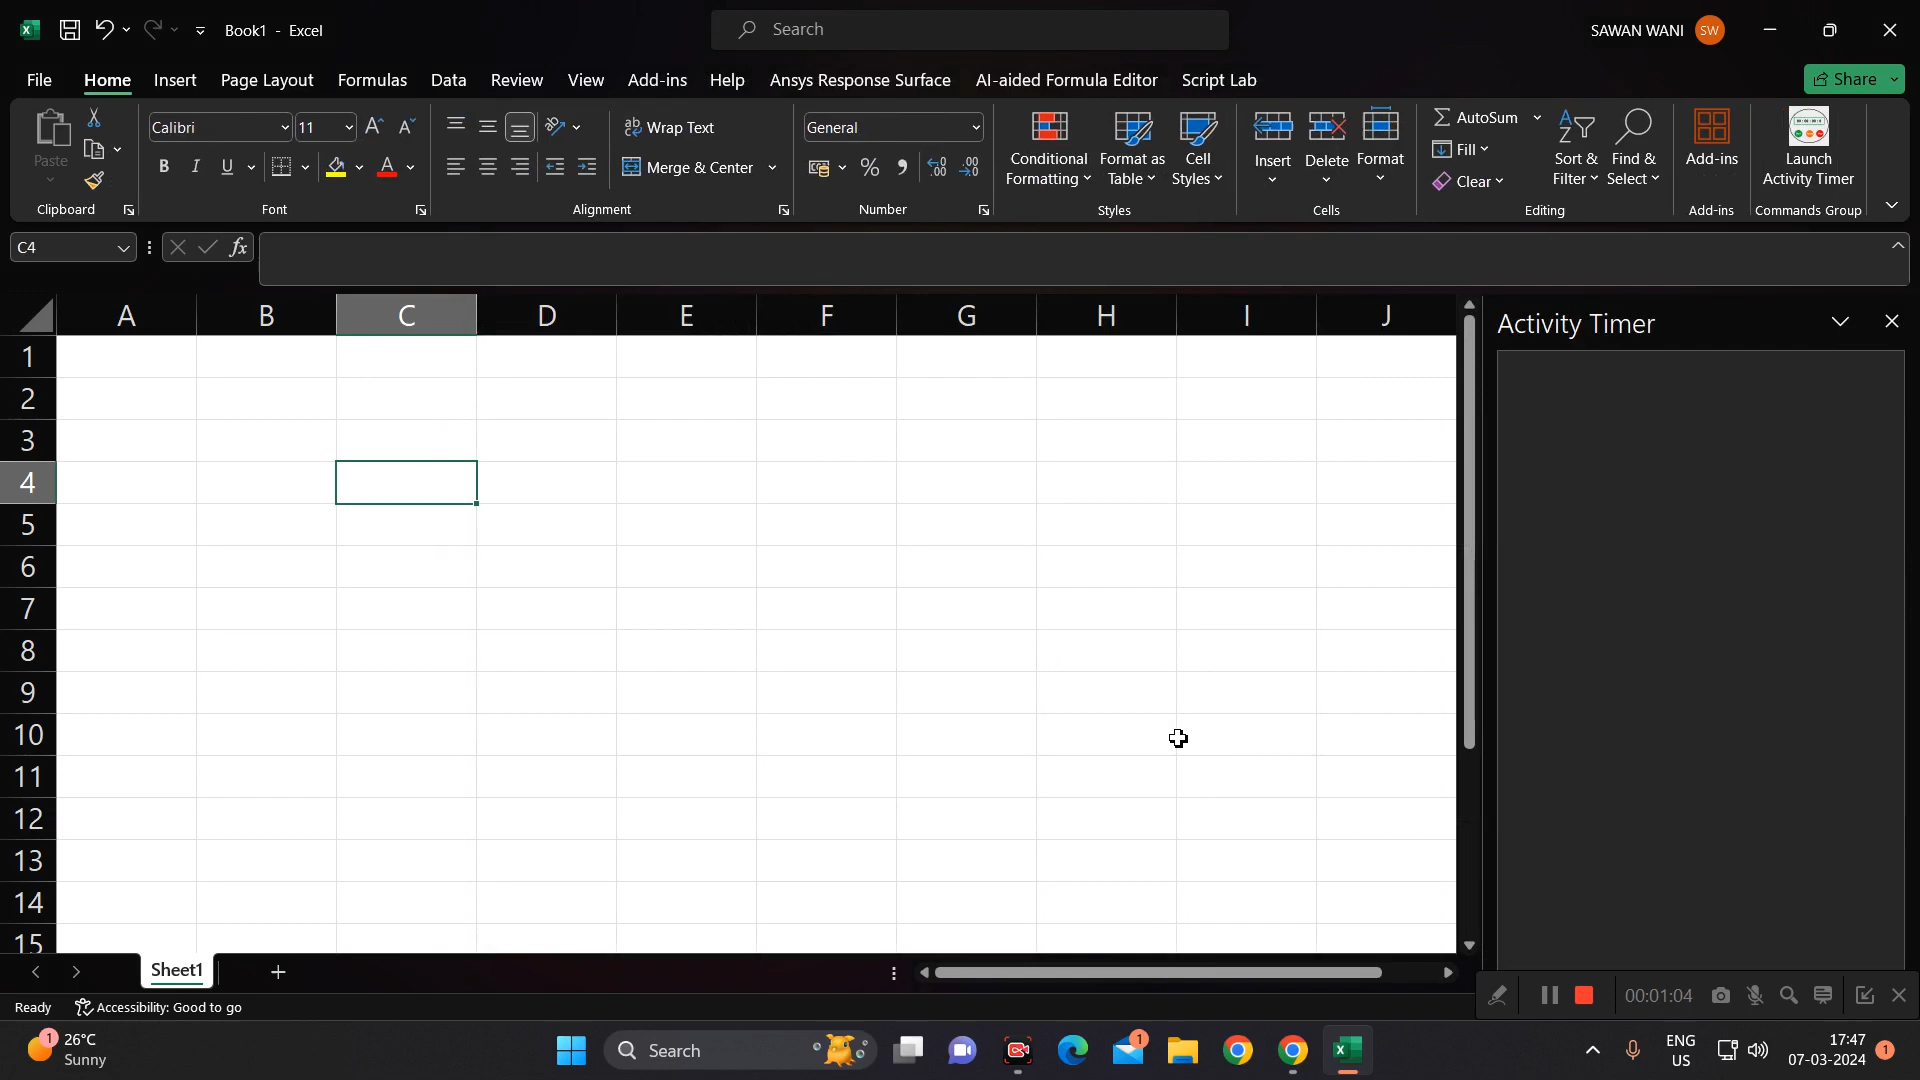 Book1 - Excel
Search
SAWAN WANI
SW
File Home Insert Page Layout Formulas Data Review View Add-ins Help Ansys Response Surface AI-aided Formula Editor Script Lab
Share
Paste
Clipboard
Calibri
11
B I U
A
Font
Wrap Text
Merge & Center
Alignment
General
%
Number
Conditional
Formatting
Format as
Table
Cell
Styles
Styles
Insert
Delete
Format
Cells
AutoSum
Fill
Clear
Sort &
Filter
Find &
Select
Editing
Add-ins
Add-ins
Launch
Activity Timer
Commands Group
C4
fx
A B C D E F G H I J
Activity Timer
1
2
3
4
5
6
7
8
9
10
11
12
13
14
15
Sheet1
Ready
Accessibility: Good to go
00:01:04
1
26°C
Sunny
Search
1
ENG
US
17:47
07-03-2024
1